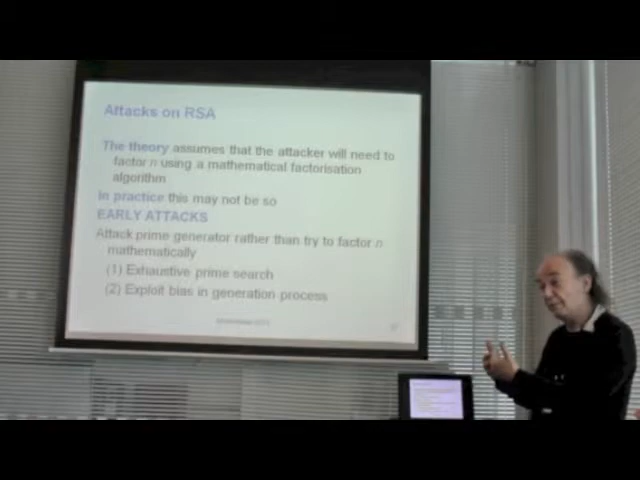 Attacks on RSA
The theory assumes that the attacker will need to
factor n using a mathematical factorisation
algorithm
In practice this may not be so
EARLY ATTACKS
Attack prime generator rather than try to factor n
mathematically
(1) Exhaustive prime search
(2) Exploit bias in generation process